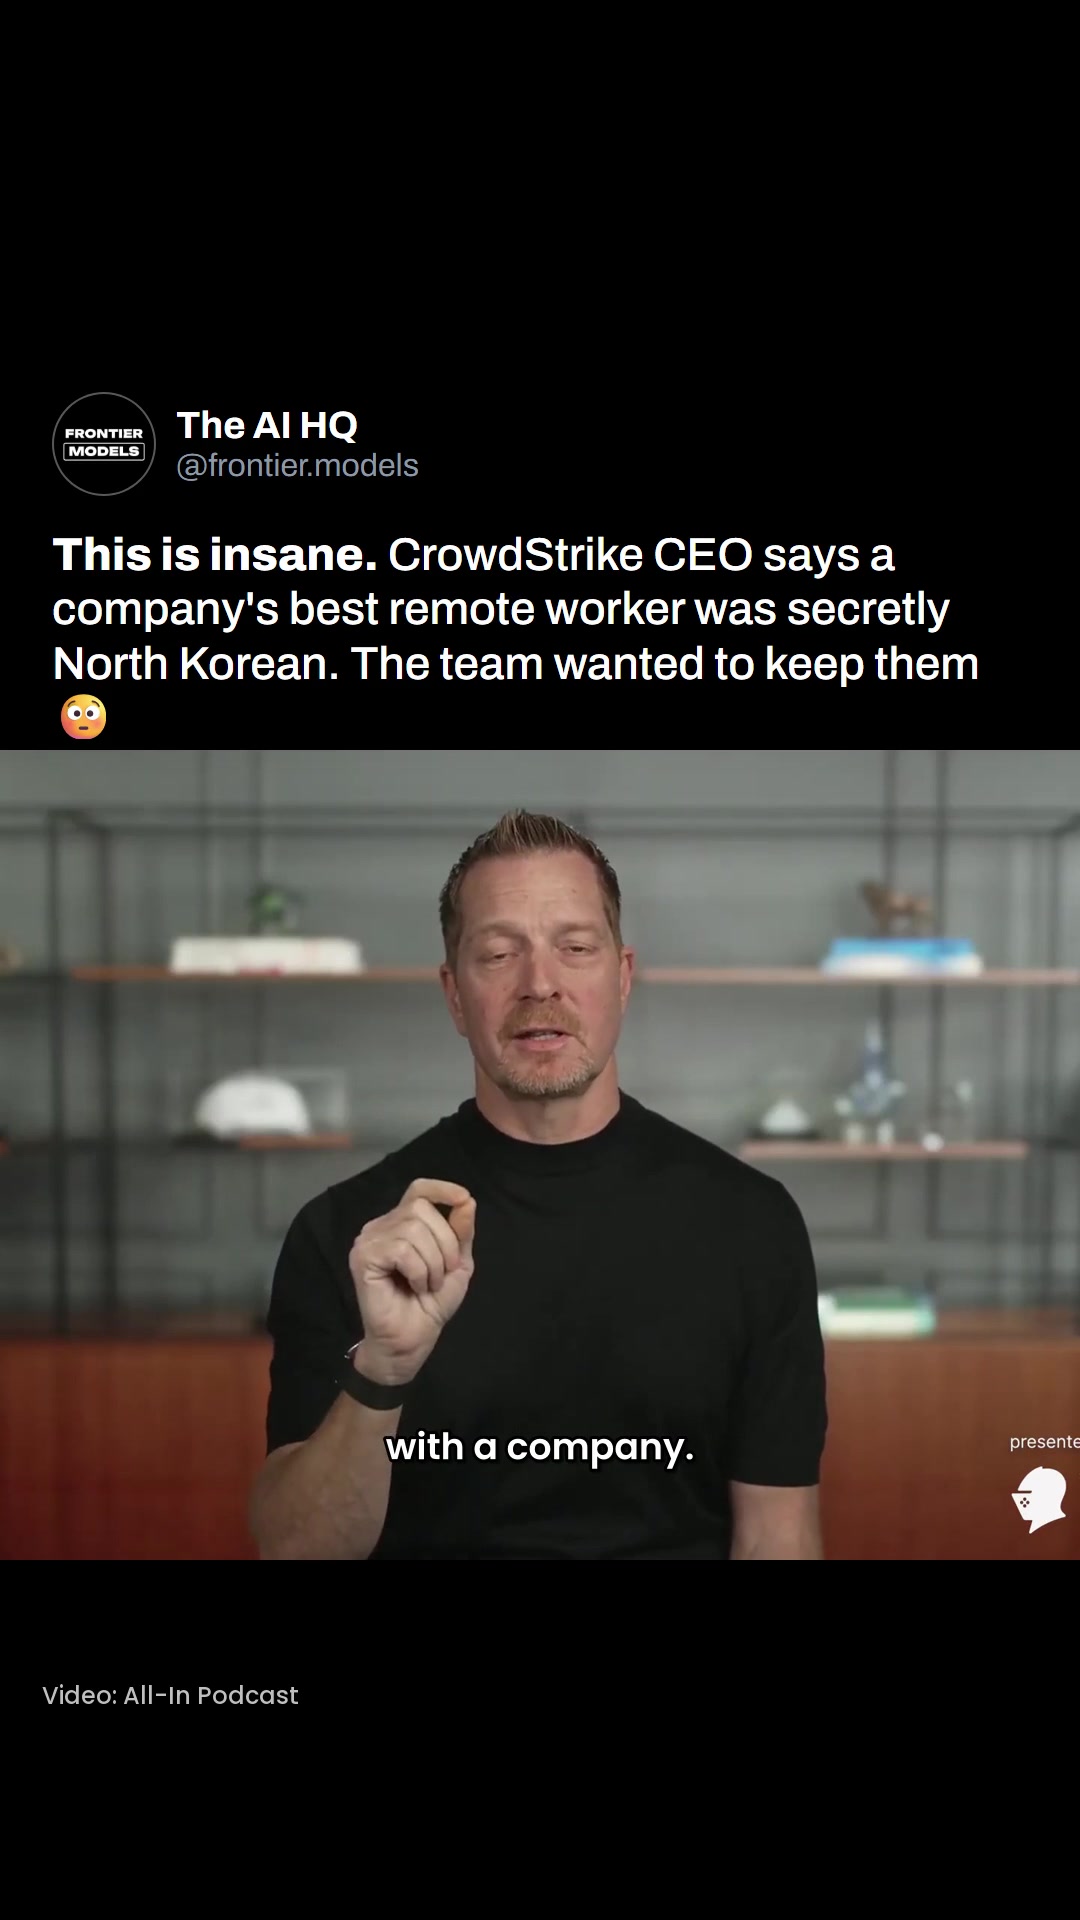 FRONTIER
MODELS
The AI HQ
@frontier.models
This is insane. CrowdStrike CEO says a
company's best remote worker was secretly
North Korean. The team wanted to keep them
😳
with a company.
presente
Video: All-In Podcast